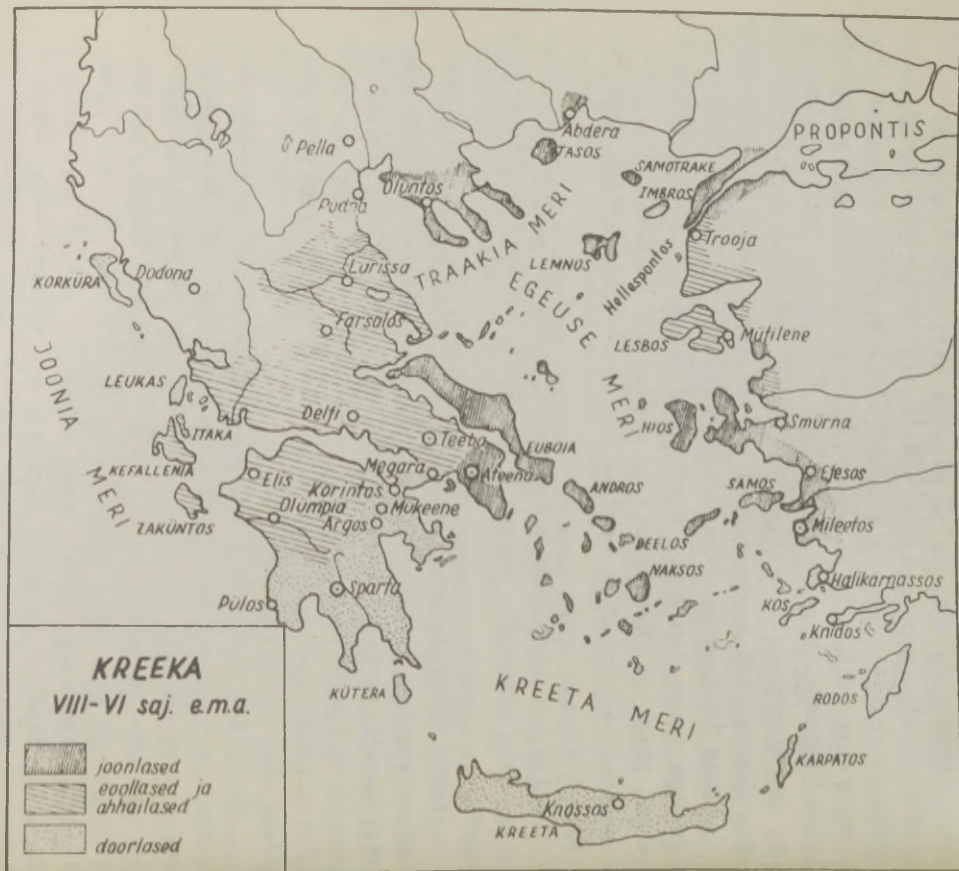 Abdera
TASOS
PROPONTIS
Pella
SAMOTRAKE
IMBROS
Olüntos
Püdna
TRAAKIA MERI
Trooja
Hellespontos
LEMNOS
EGEUSE MERI
Larissa
KORKÜRA
Dodona
Farsalos
LESBOS
Mütilene
JOONIA MERI
LEUKAS
Delfi
HIOS
Smürna
ITAKA
Teeba
EUBOIA
KEFALLENIA
Elis
Megara
Ateena
Efesos
Korintos
ANDROS
SAMOS
Olümpia
Mükeene
ZAKÜNTOS
Argos
DEELOS
Mileetos
NAKSOS
Halikarnassos
Sparta
Pülos
KOS
Knidos
KÜTERA
KREETA MERI
RODOS
KARPATOS
Knossos
KREETA
KREEKA
VIII-VI saj. e.m.a.
joonlased
eoollased ja
ahhailased
doorlased